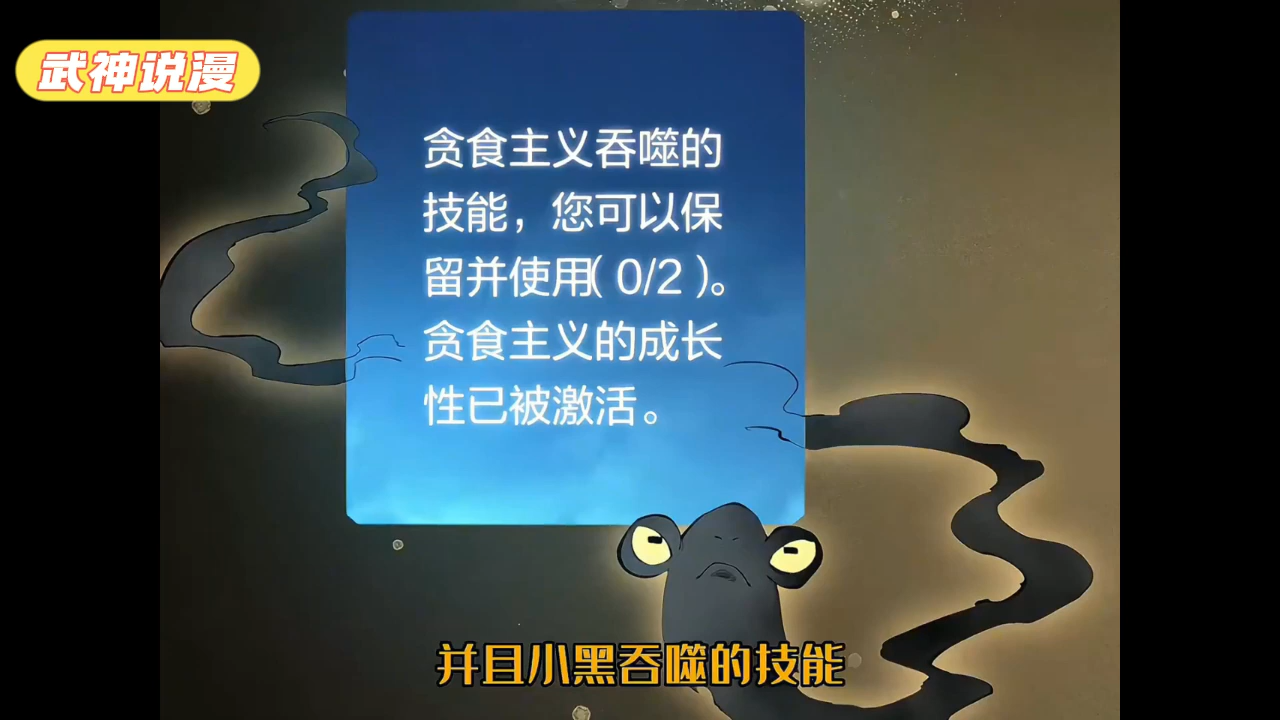 武神说漫
贪食主义吞噬的
技能，您可以保
留并使用( 0/2 )。
贪食主义的成长
性已被激活。
并且小黑吞噬的技能